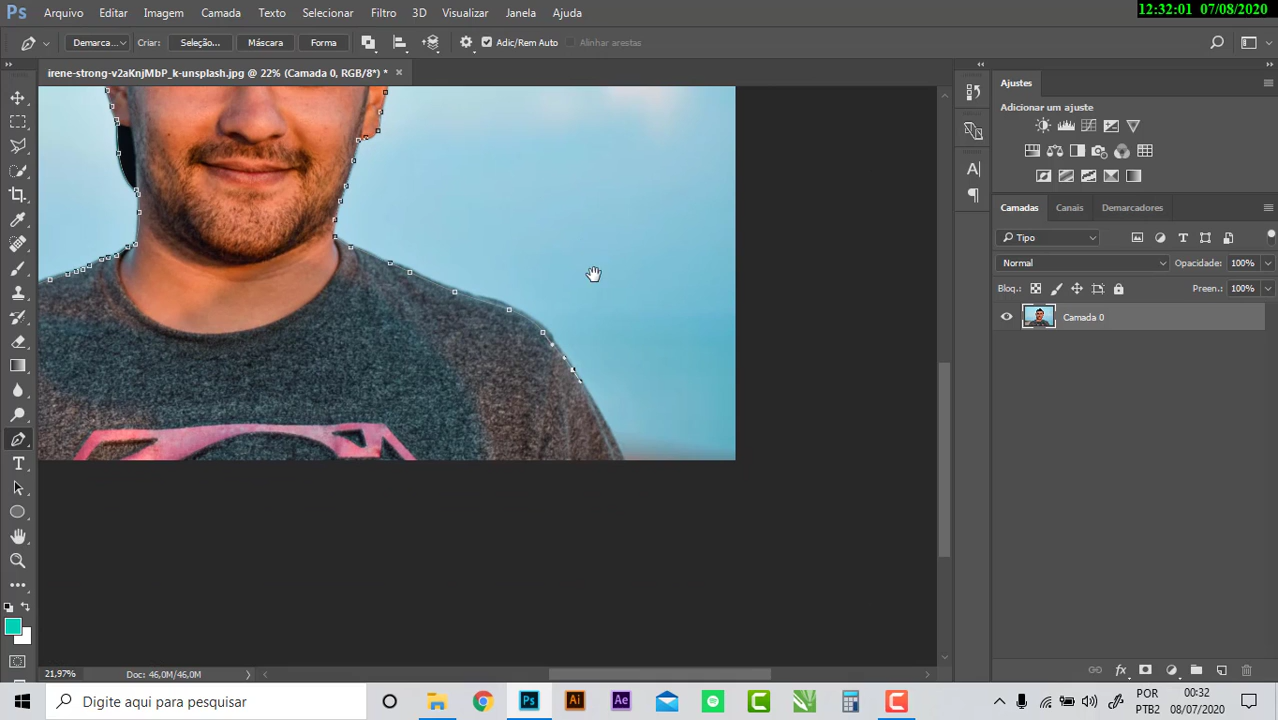 12:32:01 07/08/2020
Ps Arquivo Editar Imagem Camada Texto Selecionar Filtro 3D Visualizar Janela Ajuda
Demarca... Criar: Seleção... Máscara Forma Adic/Rem Auto Alinhar arestas
irene-strong-v2aKnjMbP_k-unsplash.jpg @ 22% (Camada 0, RGB/8*) * ×
Ajustes
Adicionar um ajuste
Camadas Canais Demarcadores
Tipo
Normal Opacidade: 100%
Bloq.: Preen.: 100%
Camada 0
21,97% Doc: 46,0M/46,0M
Digite aqui para pesquisar
Ps Ai Ae
POR
PTB2
00:32
08/07/2020